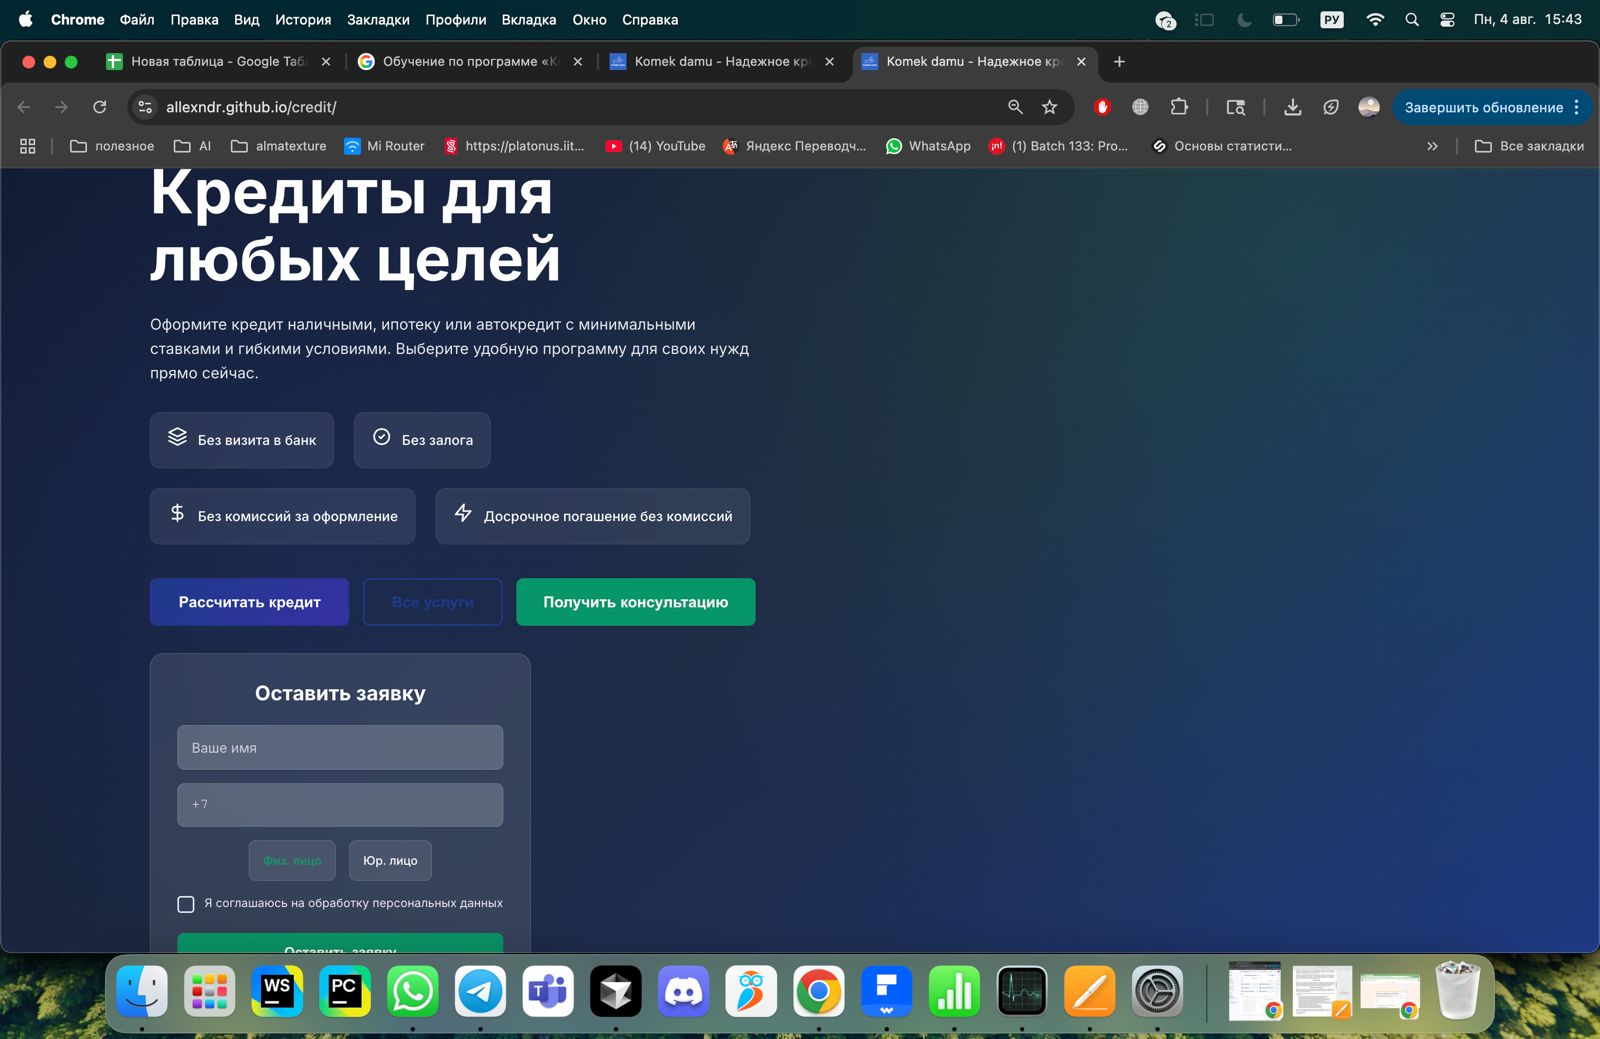 Chrome Файл Правка Вид История Закладки Профили Вкладка Окно Справка
2 РУ Пн, 4 авг. 15:43
Новая таблица - Google Таб
Обучение по программе «К
Komek damu - Надежное кр
Komek damu - Надежное кре
allexndr.github.io/credit/
Завершить обновление
полезное
AI
almatexture
Mi Router
https://platonus.iit...
(14) YouTube
Яндекс Переводч...
WhatsApp
(1) Batch 133: Pro...
Основы статисти...
Все закладки
Кредиты для
любых целей
Оформите кредит наличными, ипотеку или автокредит с минимальными
ставками и гибкими условиями. Выберите удобную программу для своих нужд
прямо сейчас.
Без визита в банк
Без залога
Без комиссий за оформление
Досрочное погашение без комиссий
Рассчитать кредит
Все услуги
Получить консультацию
Оставить заявку
Ваше имя
+7
Физ. лицо
Юр. лицо
Я соглашаюсь на обработку персональных данных
Оставить заявку
WS
PC